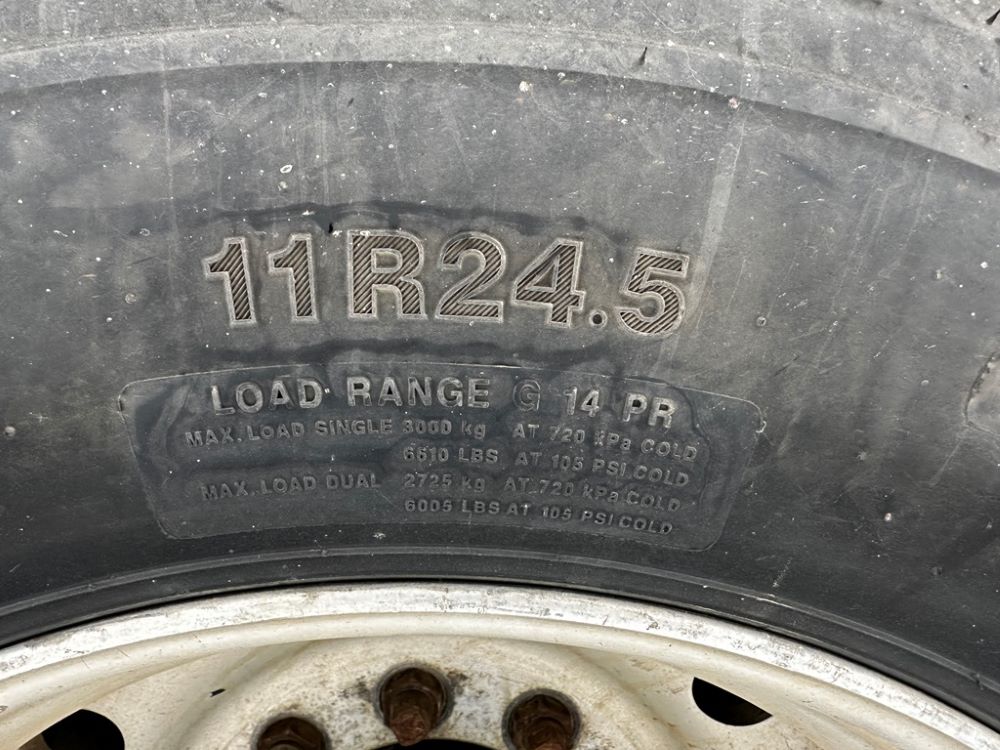 11R24.5
LOAD RANGE G 14 PR
MAX. LOAD SINGLE 3000 kg AT 720 kPa COLD
6610 LBS AT 105 PSI COLD
MAX. LOAD DUAL 2725 kg AT 720 kPa COLD
6005 LBS AT 105 PSI COLD